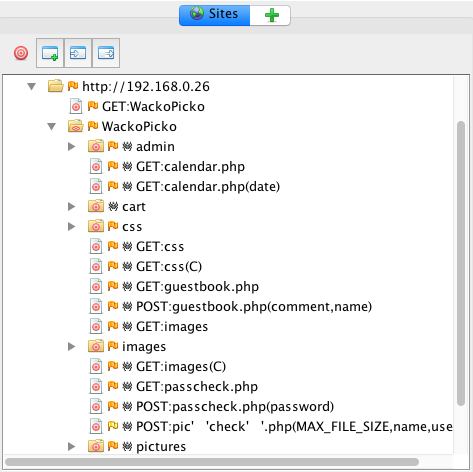 Sites
http://192.168.0.26
GET:WackoPicko
WackoPicko
admin
GET:calendar.php
GET:calendar.php(date)
cart
css
GET:css
GET:css(C)
GET:guestbook.php
POST:guestbook.php(comment,name)
GET:images
images
GET:images(C)
GET:passcheck.php
POST:passcheck.php(password)
POST:pic' 'check' '.php(MAX_FILE_SIZE,name,use
pictures